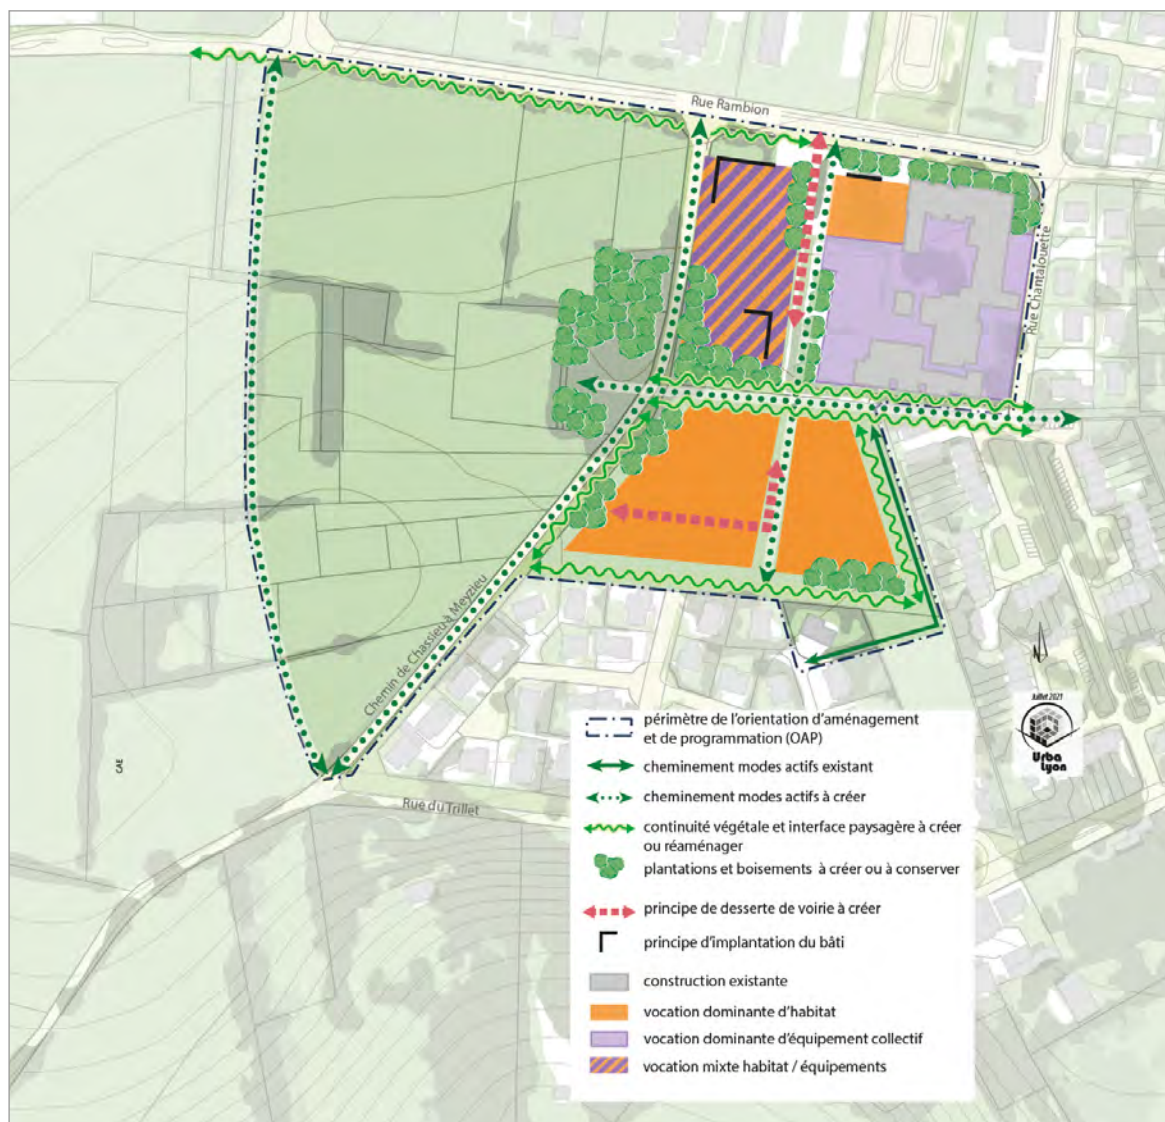 Rue Rambion
Rue Chantalouette
Chemin de Chassieu à Meyzieu
CAE
Rue du Trillet
Juillet 2021
Urba
Lyon
périmètre de l'orientation d'aménagement
et de programmation (OAP)
cheminement modes actifs existant
cheminement modes actifs à créer
continuité végétale et interface paysagère à créer
ou réaménager
plantations et boisements à créer ou à conserver
principe de desserte de voirie à créer
principe d'implantation du bâti
construction existante
vocation dominante d'habitat
vocation dominante d'équipement collectif
vocation mixte habitat / équipements